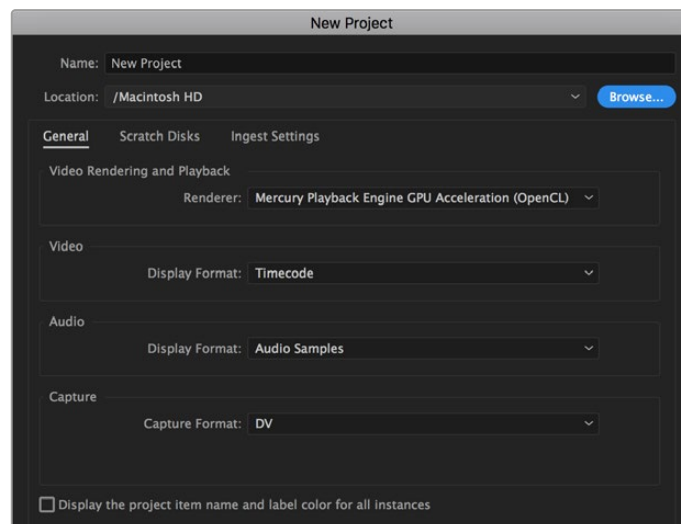 New Project
Name: New Project
Location: /Macintosh HD Browse...
General Scratch Disks Ingest Settings
Video Rendering and Playback
Renderer: Mercury Playback Engine GPU Acceleration (OpenCL)
Video
Display Format: Timecode
Audio
Display Format: Audio Samples
Capture
Capture Format: DV
Display the project item name and label color for all instances